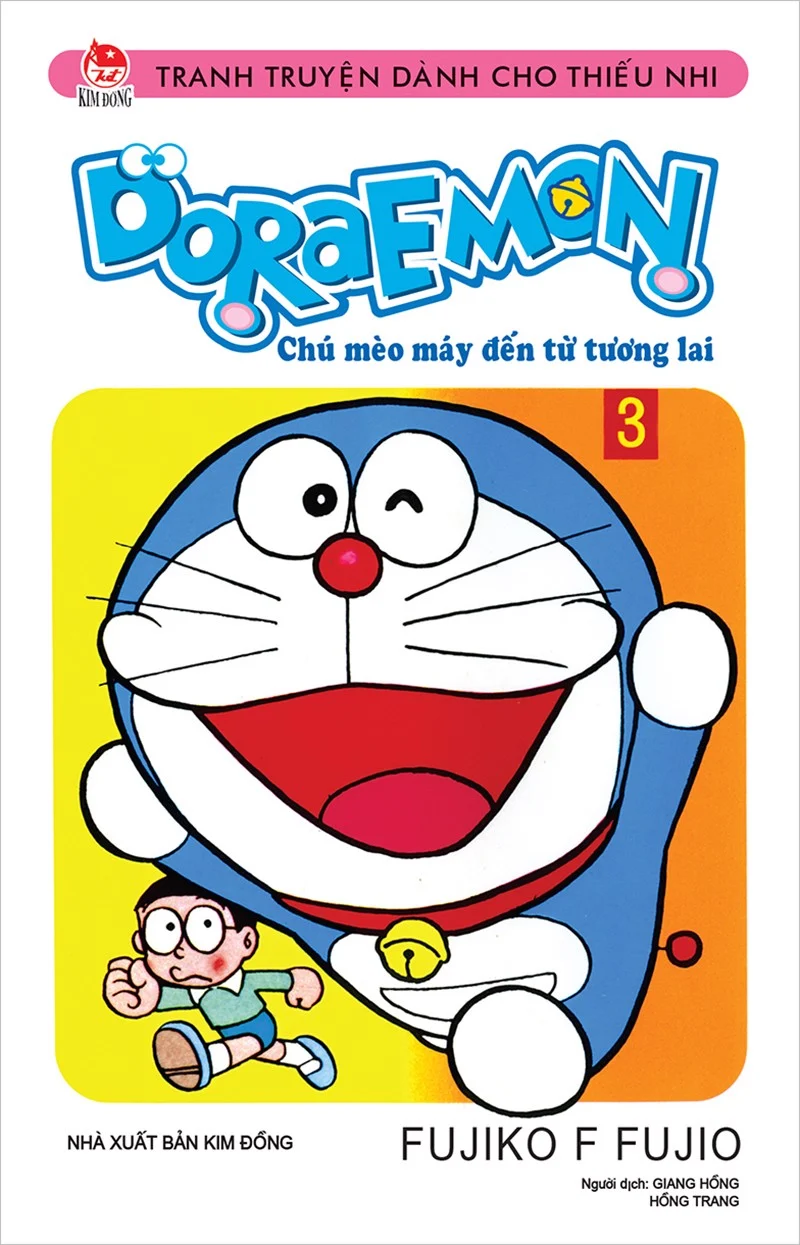 TRANH TRUYỆN DÀNH CHO THIẾU NHI
KIM ĐỒNG
DORAEMON
Chú mèo máy đến từ tương lai
3
NHÀ XUẤT BẢN KIM ĐỒNG
FUJIKO F FUJIO
Người dịch: GIANG HỒNG
HỒNG TRANG